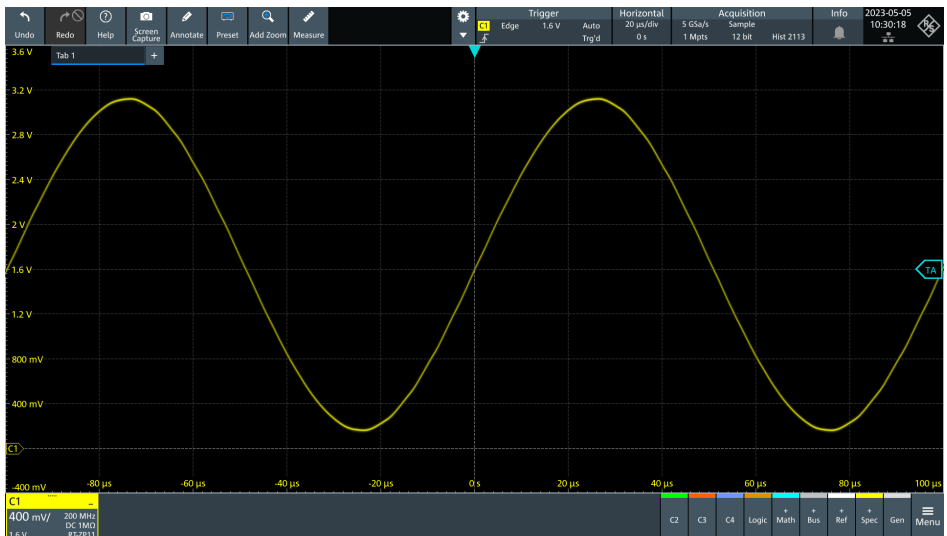 Undo
Redo
Help
Screen
Capture
Annotate
Preset
Add Zoom
Measure
Trigger
C1 Edge 1.6 V Auto
Trg'd
Horizontal
20 µs/div
0 s
Acquisition
5 GSa/s Sample
1 Mpts 12 bit Hist 2113
Info
2023-05-05
10:30:18
R
S
Tab 1 +
3.6 V
3.2 V
2.8 V
2.4 V
2 V
1.6 V
TA
1.2 V
800 mV
400 mV
C1
-400 mV
-80 µs -60 µs -40 µs -20 µs 0 s 20 µs 40 µs 60 µs 80 µs 100 µs
C1
400 mV/ 200 MHz
DC 1MΩ
1.6 V RT-ZP11
C2
C3
C4
Logic
+
Math
+
Bus
+
Ref
+
Spec
Gen
Menu